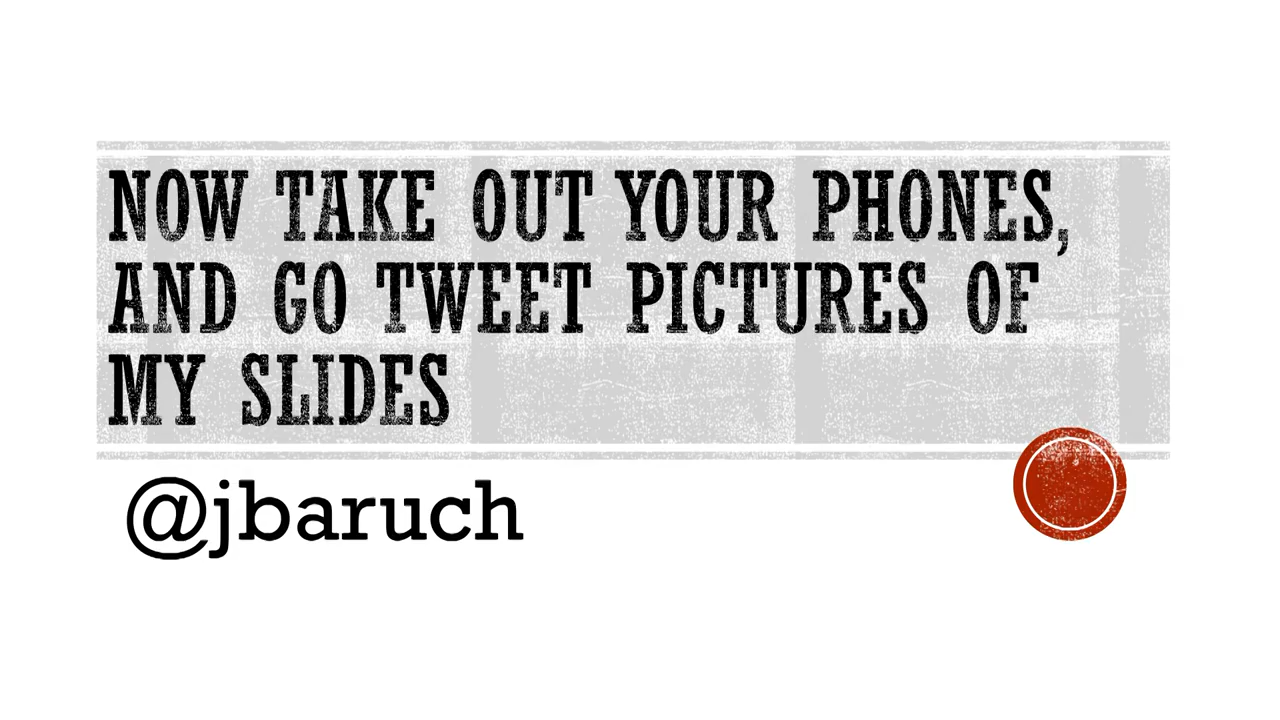 NOW TAKE OUT YOUR PHONES,
AND GO TWEET PICTURES OF
MY SLIDES
@jbaruch